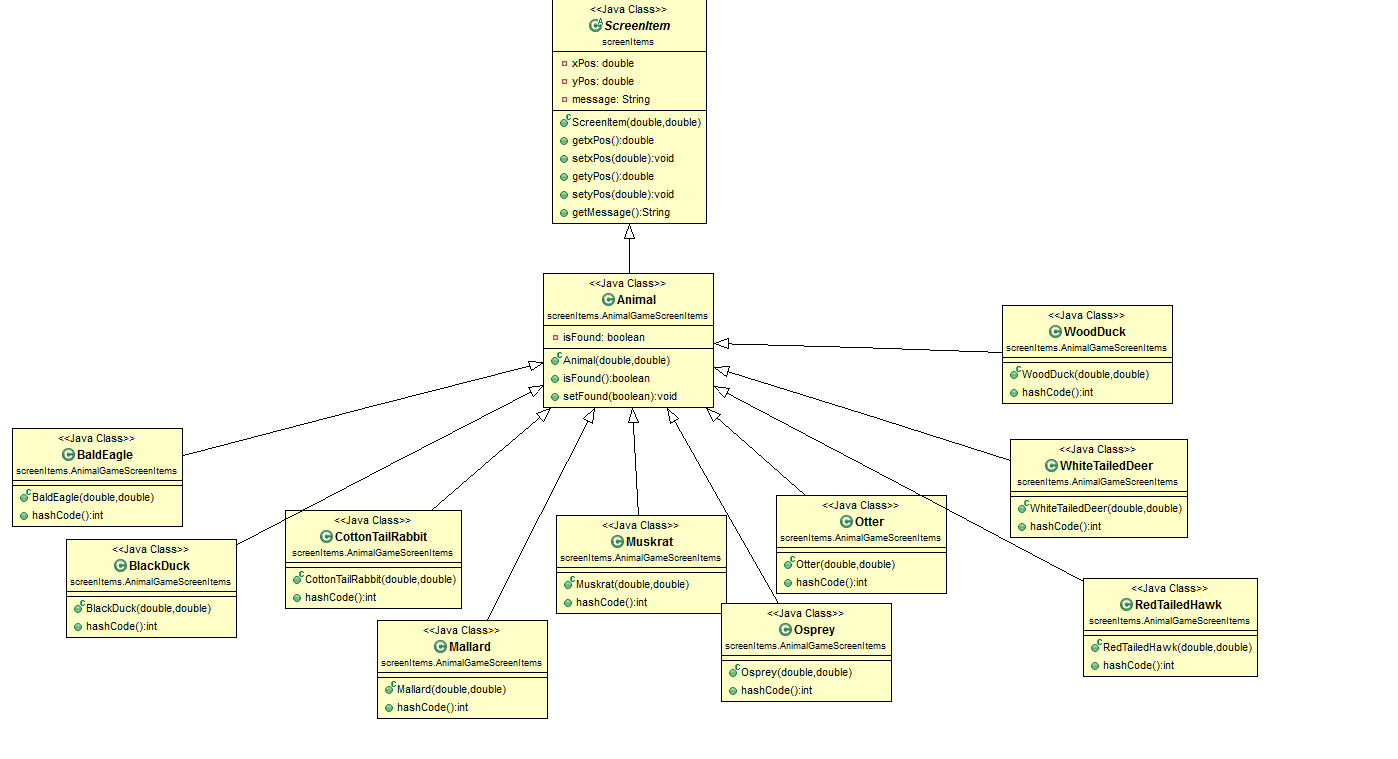 <<Java Class>>
ScreenItem
screenItems
xPos: double
yPos: double
message: String
ScreenItem(double,double)
getxPos():double
setxPos(double):void
getyPos():double
setyPos(double):void
getMessage():String
<<Java Class>>
Animal
screenItems.AnimalGameScreenItems
isFound: boolean
Animal(double,double)
isFound():boolean
setFound(boolean):void
<<Java Class>>
WoodDuck
screenItems.AnimalGameScreenItems
WoodDuck(double,double)
hashCode():int
<<Java Class>>
BaldEagle
screenItems.AnimalGameScreenItems
BaldEagle(double,double)
hashCode():int
<<Java Class>>
WhiteTailedDeer
screenItems.AnimalGameScreenItems
WhiteTailedDeer(double,double)
hashCode():int
<<Java Class>>
Otter
screenItems.AnimalGameScreenItems
Otter(double,double)
hashCode():int
<<Java Class>>
CottonTailRabbit
screenItems.AnimalGameScreenItems
CottonTailRabbit(double,double)
hashCode():int
<<Java Class>>
Muskrat
screenItems.AnimalGameScreenItems
Muskrat(double,double)
hashCode():int
<<Java Class>>
BlackDuck
screenItems.AnimalGameScreenItems
BlackDuck(double,double)
hashCode():int
<<Java Class>>
RedTailedHawk
screenItems.AnimalGameScreenItems
RedTailedHawk(double,double)
hashCode():int
<<Java Class>>
Osprey
screenItems.AnimalGameScreenItems
Osprey(double,double)
hashCode():int
<<Java Class>>
Mallard
screenItems.AnimalGameScreenItems
Mallard(double,double)
hashCode():int